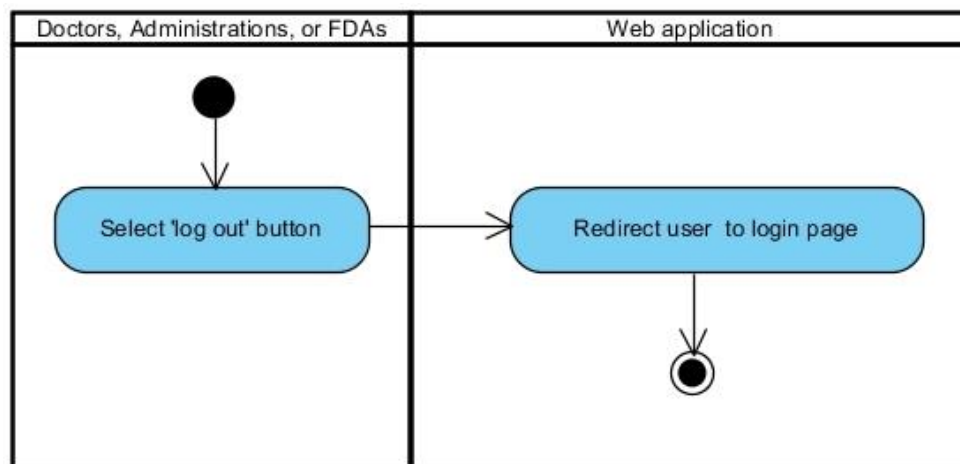 Doctors, Administrations, or FDAs
Web application
Select 'log out' button
Redirect user to login page